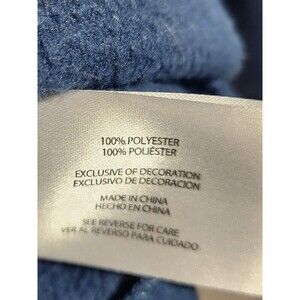 100% POLYESTER
100% POLIÉSTER
EXCLUSIVE OF DECORATION
EXCLUSIVO DE DECORACION
MADE IN CHINA
HECHO EN CHINA
SEE REVERSE FOR CARE
VER AL REVERSO PARA CUIDADO